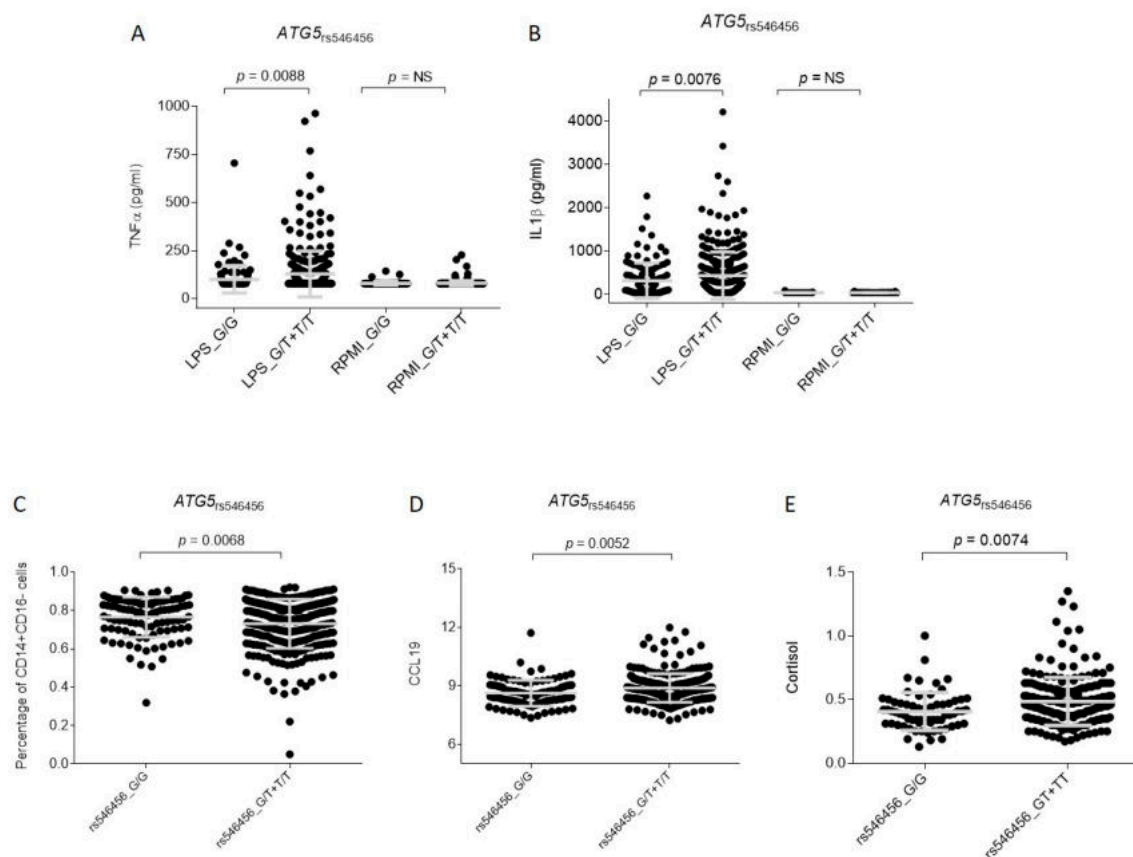 A
ATG5rs546456
p = 0.0088
p = NS
TNFα (pg/ml)
1000
750
500
250
0
LPS_G/G
LPS_G/T+T/T
RPMI_G/G
RPMI_G/T+T/T
B
ATG5rs546456
p = 0.0076
p = NS
IL1β (pg/ml)
4000
3000
2000
1000
0
LPS_G/G
LPS_G/T+T/T
RPMI_G/G
RPMI_G/T+T/T
C
ATG5rs546456
p = 0.0068
Percentage of CD14+CD16- cells
1.0
0.8
0.6
0.4
0.2
0.0
rs546456_G/G
rs546456_G/T+T/T
D
ATG5rs546456
p = 0.0052
CCL19
15
12
9
6
rs546456_G/G
rs546456_G/T+T/T
E
ATG5rs546456
p = 0.0074
Cortisol
1.5
1.0
0.5
0.0
rs546456_G/G
rs546456_GT+TT